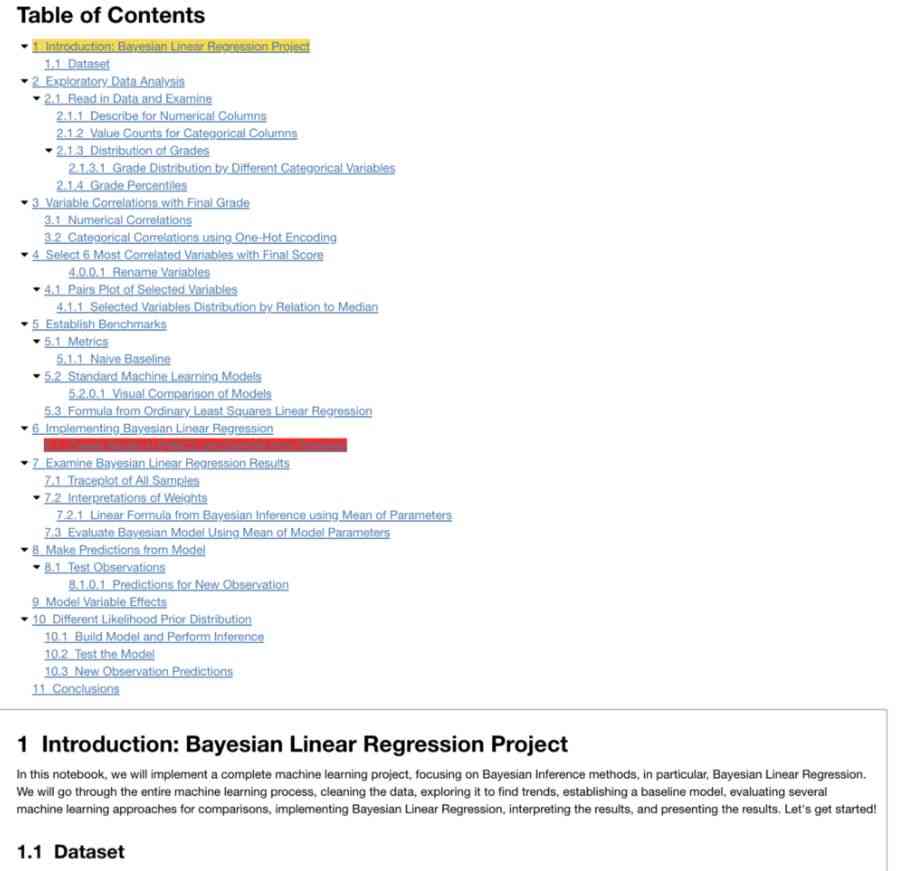 Table of Contents
1 Introduction: Bayesian Linear Regression Project
1.1 Dataset
2 Exploratory Data Analysis
2.1 Read in Data and Examine
2.1.1 Describe for Numerical Columns
2.1.2 Value Counts for Categorical Columns
2.1.3 Distribution of Grades
2.1.3.1 Grade Distribution by Different Categorical Variables
2.1.4 Grade Percentiles
3 Variable Correlations with Final Grade
3.1 Numerical Correlations
3.2 Categorical Correlations using One-Hot Encoding
4 Select 6 Most Correlated Variables with Final Score
4.0.0.1 Rename Variables
4.1 Pairs Plot of Selected Variables
4.1.1 Selected Variables Distribution by Relation to Median
5 Establish Benchmarks
5.1 Metrics
5.1.1 Naive Baseline
5.2 Standard Machine Learning Models
5.2.0.1 Visual Comparison of Models
5.3 Formula from Ordinary Least Squares Linear Regression
6 Implementing Bayesian Linear Regression
7 Examine Bayesian Linear Regression Results
7.1 Traceplot of All Samples
7.2 Interpretations of Weights
7.2.1 Linear Formula from Bayesian Inference using Mean of Parameters
7.3 Evaluate Bayesian Model Using Mean of Model Parameters
8 Make Predictions from Model
8.1 Test Observations
8.1.0.1 Predictions for New Observation
9 Model Variable Effects
10 Different Likelihood Prior Distribution
10.1 Build Model and Perform Inference
10.2 Test the Model
10.3 New Observation Predictions
11 Conclusions
1 Introduction: Bayesian Linear Regression Project
In this notebook, we will implement a complete machine learning project, focusing on Bayesian Inference methods, in particular, Bayesian Linear Regression.
We will go through the entire machine learning process, cleaning the data, exploring it to find trends, establishing a baseline model, evaluating several
machine learning approaches for comparisons, implementing Bayesian Linear Regression, interpreting the results, and presenting the results. Let's get started!
1.1 Dataset